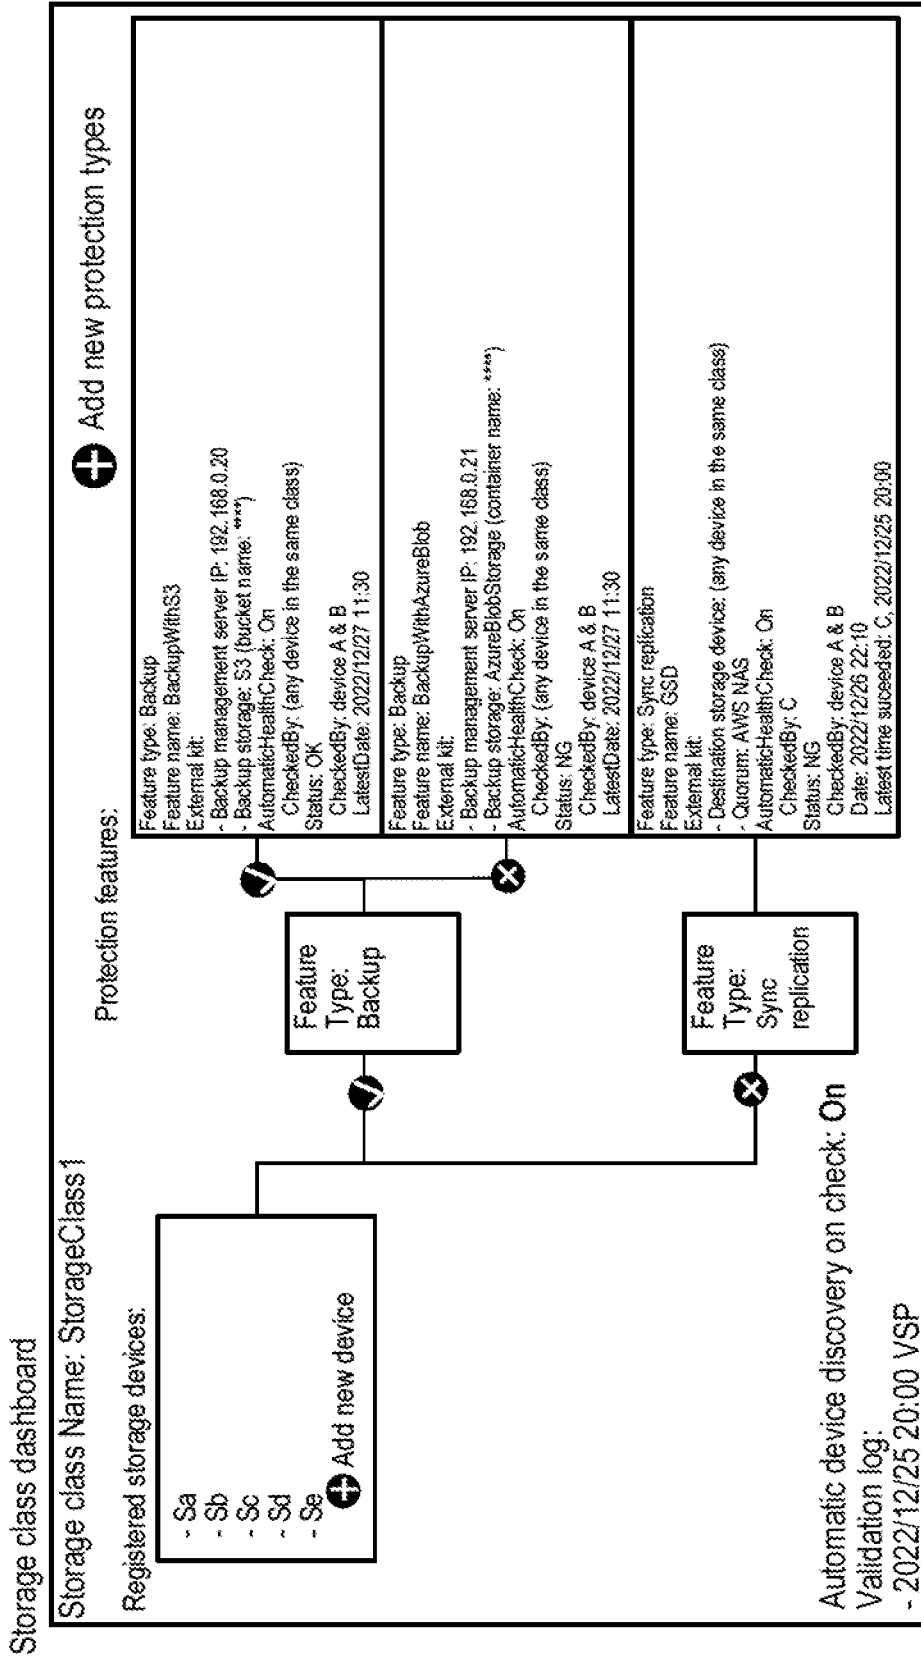 Storage class dashboard
Storage class Name: StorageClass1
Registered storage devices:
- Sa
- Sb
- Sc
- Sd
- Se
Add new device
Protection features:
Add new protection types
Feature
Type:
Backup
Feature
Type:
Sync
replication
Feature type: Backup
Feature name: BackupWithS3
External kit:
- Backup management server IP: 192.168.0.20
- Backup storage: S3 (bucket name: ****)
AutomaticHealthCheck: On
CheckedBy: (any device in the same class)
Status: OK
CheckedBy: device A & B
LatestDate: 2022/12/27 11:30
Feature type: Backup
Feature name: BackupWithAzureBlob
External kit:
- Backup management server IP: 192.168.0.21
- Backup storage: AzureBlobStorage (container name: ****)
AutomaticHealthCheck: On
CheckedBy: (any device in the same class)
Status: NG
CheckedBy: device A & B
LatestDate: 2022/12/27 11:30
Feature type: Sync replication
Feature name: GSD
External kit:
- Destination storage device: (any device in the same class)
- Quorum: AWS NAS
AutomaticHealthCheck: On
CheckedBy: C
Status: NG
CheckedBy: device A & B
Date: 2022/12/26 22:10
Latest time suceeded: C, 2022/12/25 20:00
Automatic device discovery on check: On
Validation log:
- 2022/12/25 20:00 VSP